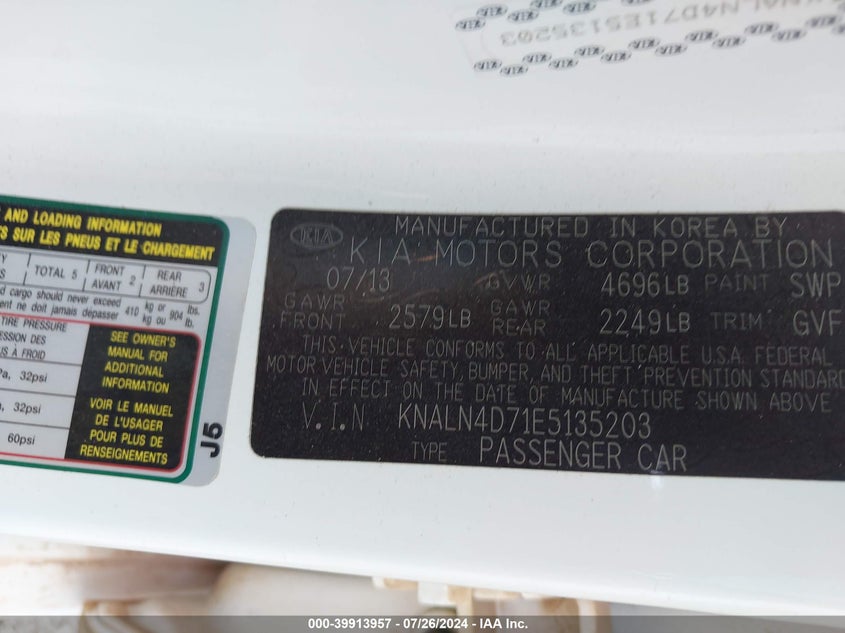 KNALN4D71E5135203
AND LOADING INFORMATION
SUR LES PNEUS ET LE CHARGEMENT
TOTAL 5 FRONT AVANT 2 REAR ARRIÈRE 3
cargo should never exceed 410 kg or 904 lbs.
ne doit jamais dépasser kg ou lbs.
TIRE PRESSURE
PRESSION DES
À FROID
32psi
32psi
60psi
SEE OWNER'S
MANUAL FOR
ADDITIONAL
INFORMATION
VOIR LE MANUEL
DE L'USAGER
POUR PLUS DE
RENSEIGNEMENTS
J5
KIA
MANUFACTURED IN KOREA BY
KIA MOTORS CORPORATION
07/13 GVWR 4696LB PAINT SWP
GAWR FRONT 2579LB GAWR REAR 2249LB TRIM GVF
THIS VEHICLE CONFORMS TO ALL APPLICABLE U.S.A. FEDERAL
MOTOR VEHICLE SAFETY, BUMPER, AND THEFT PREVENTION STANDARD
IN EFFECT ON THE DATE OF MANUFACTURE SHOWN ABOVE
V.I.N KNALN4D71E5135203
TYPE PASSENGER CAR
000-39913957 - 07/26/2024 - IAA Inc.